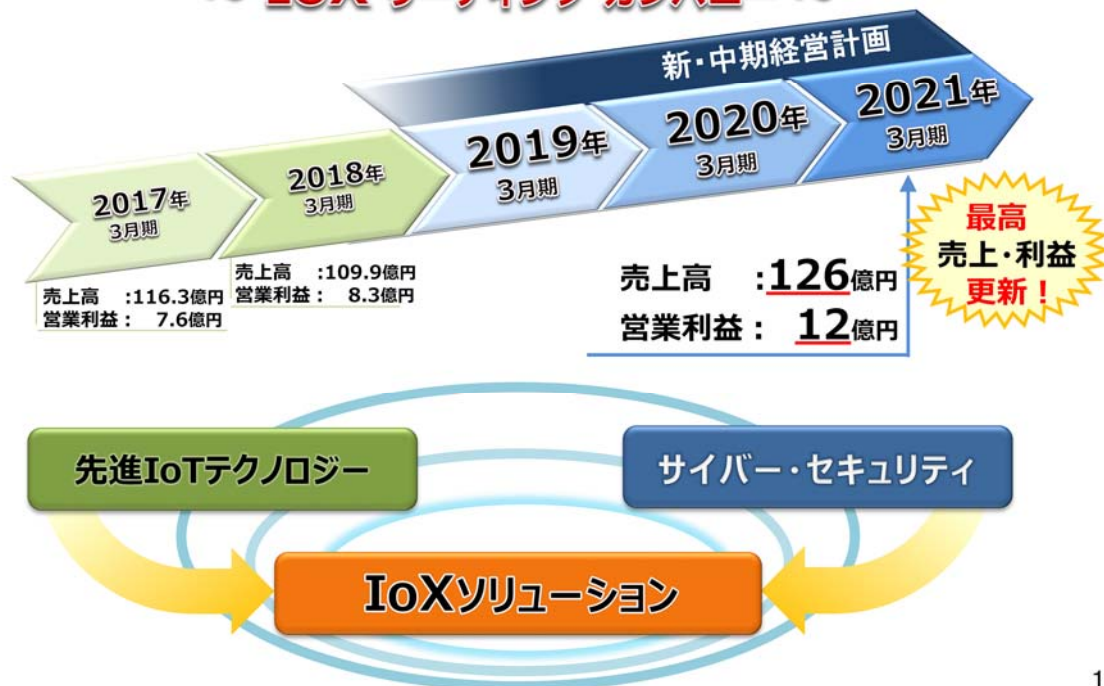 新・中期経営計画
2017年
3月期
2018年
3月期
2019年
3月期
2020年
3月期
2021年
3月期
売上高 :116.3億円
営業利益: 7.6億円
売上高 :109.9億円
営業利益: 8.3億円
売上高 :126億円
営業利益: 12億円
最高
売上・利益
更新!
先進IoTテクノロジー
サイバー・セキュリティ
IoXソリューション
1